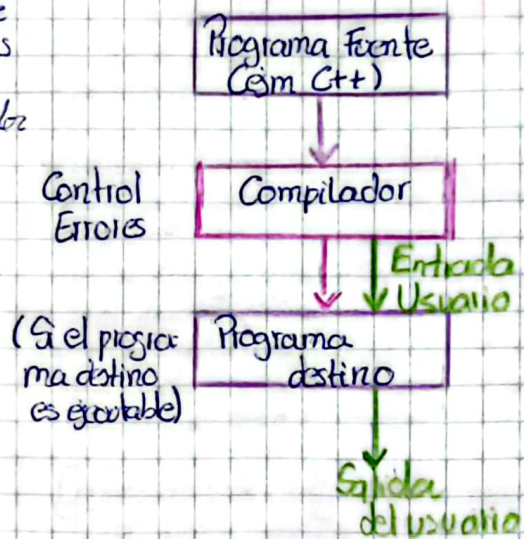 Programa Fuente
(Ejm C++)
Control
Errores
Compilador
Entrada
Usuario
(Si el progra
ma destino
es ejecutable)
Programa
destino
Salida
del usuario